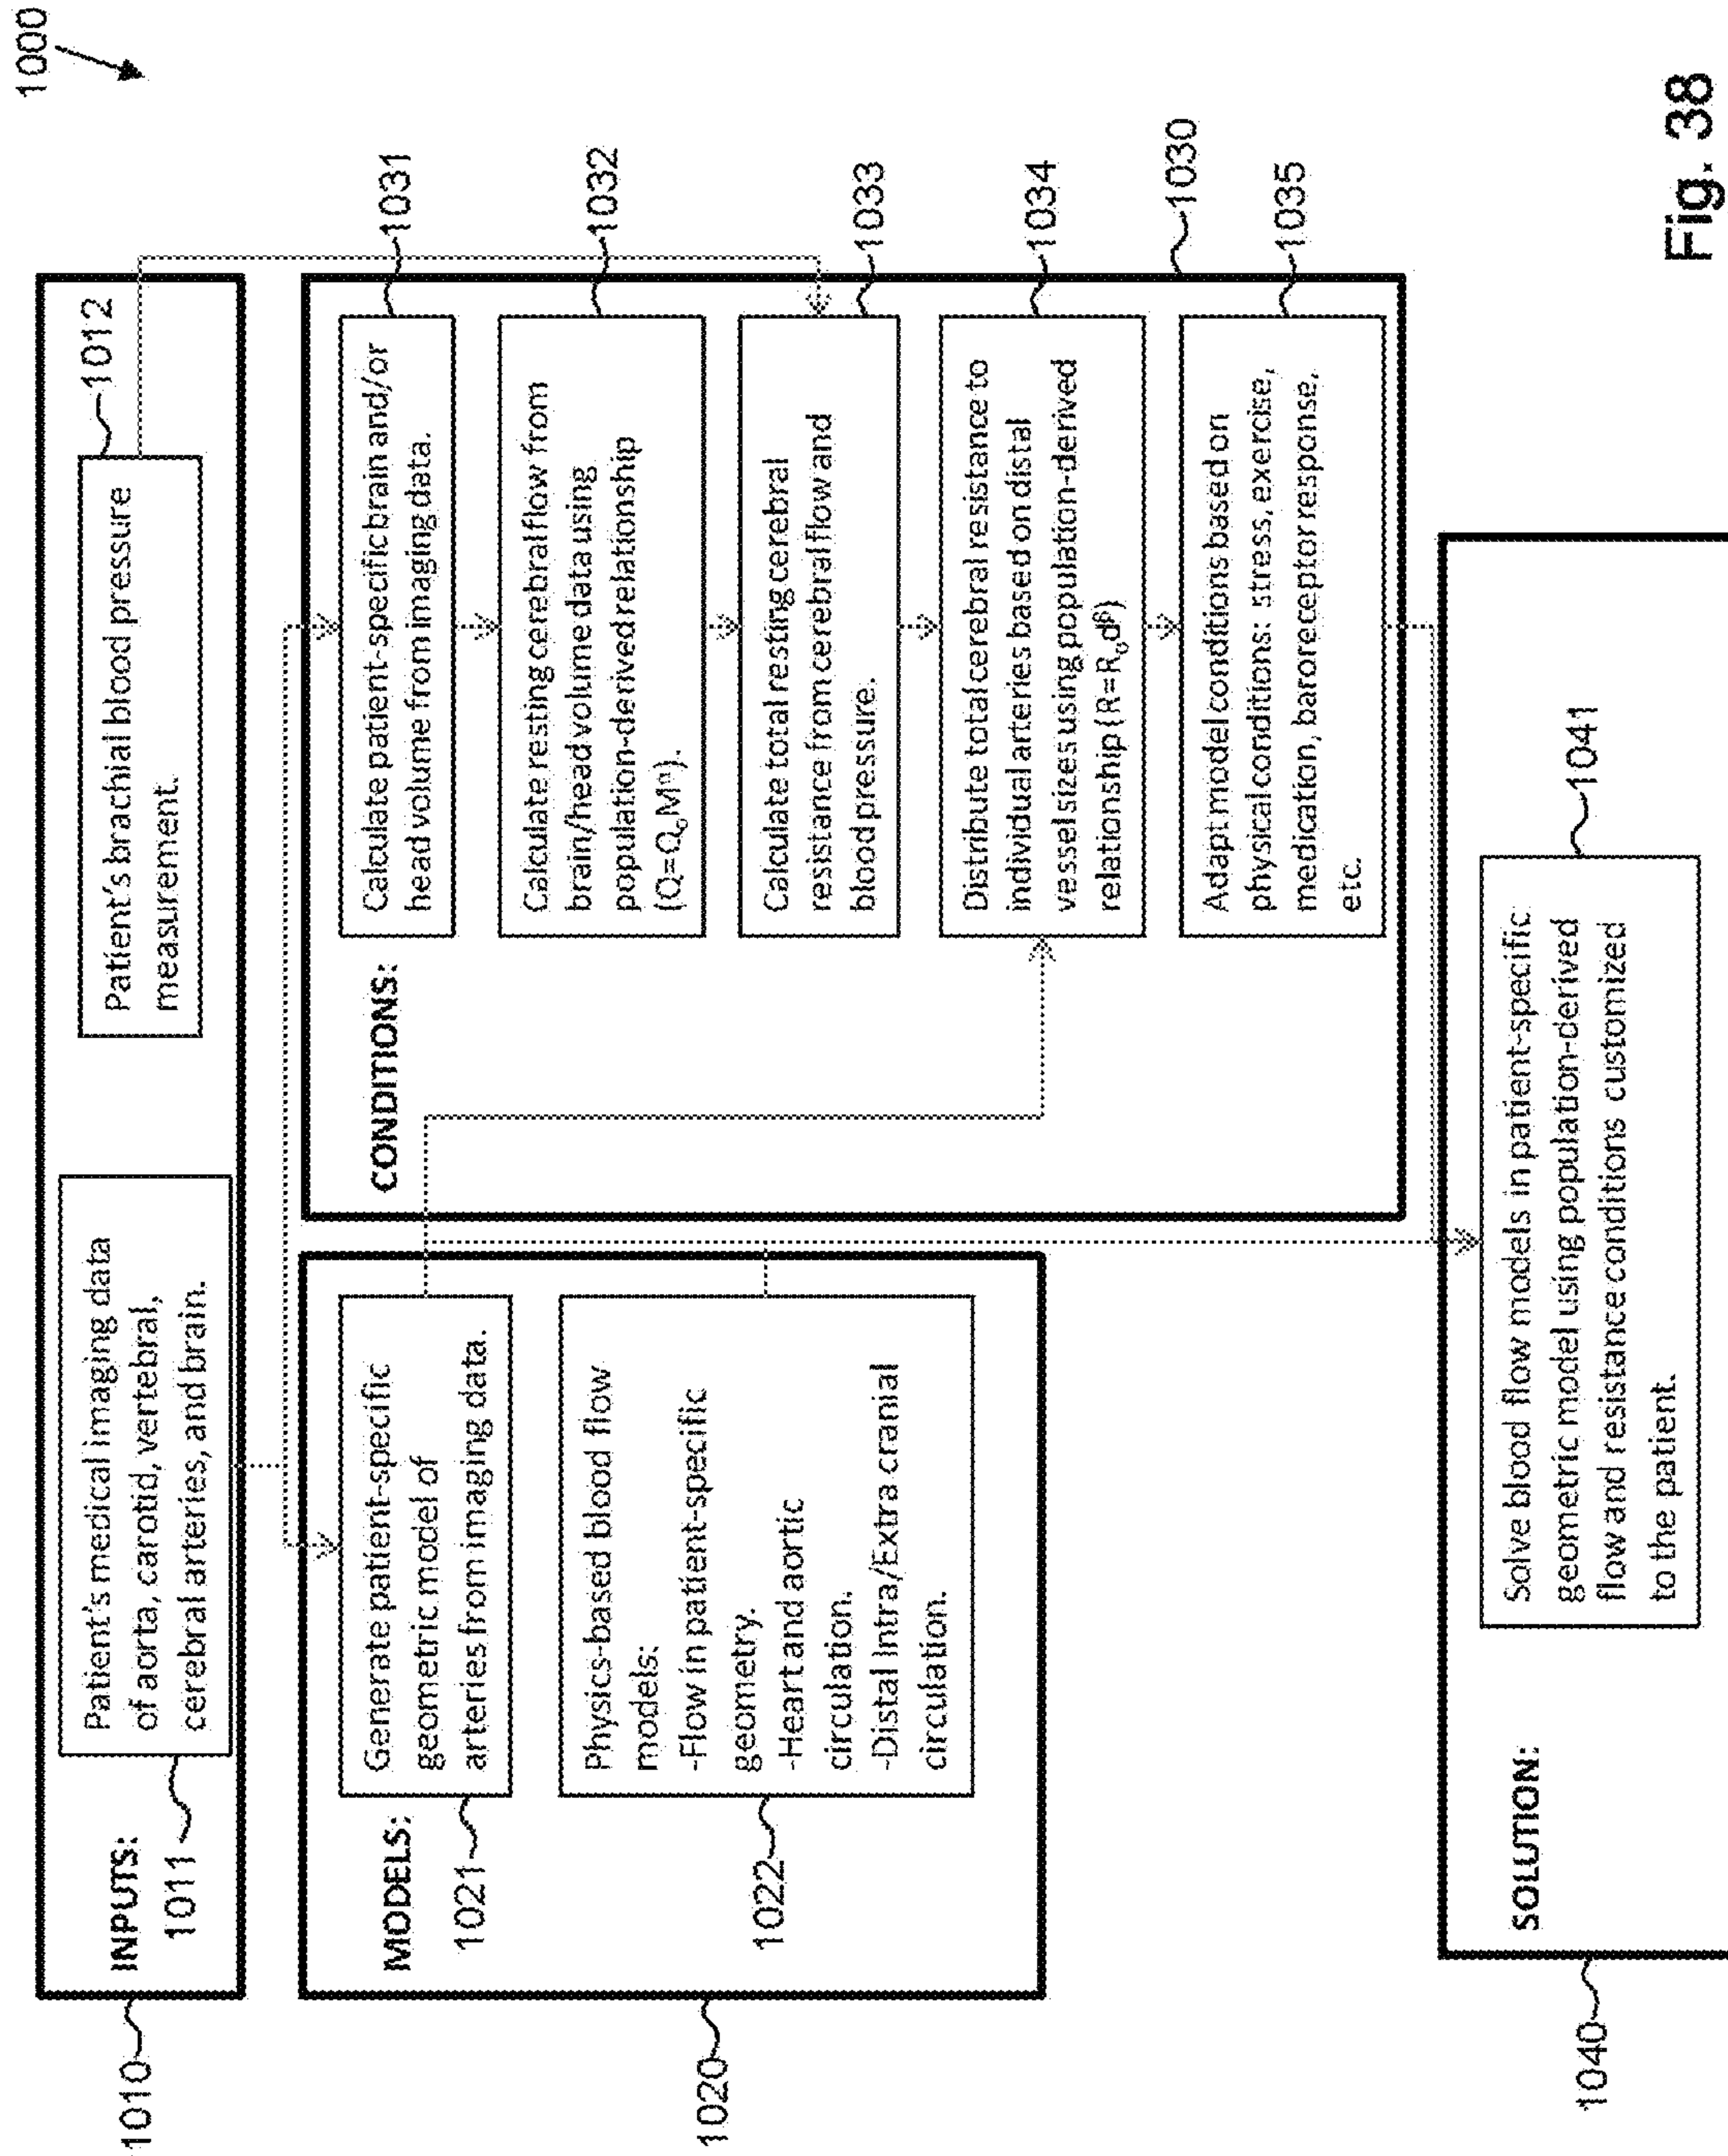 1000
1010
INPUTS:
1011
Patient's medical imaging data
of aorta, carotid, vertebral,
cerebral arteries, and brain.
1012
Patient's brachial blood pressure
measurement.
1020
MODELS:
1021
Generate patient-specific
geometric model of
arteries from imaging data.
1022
Physics-based blood flow
models:
-Flow in patient-specific
geometry.
-Heart and aortic
circulation.
-Distal Intra/Extra cranial
circulation.
CONDITIONS:
Calculate patient-specific brain and/or
head volume from imaging data.
1031
Calculate resting cerebral flow from
brain/head volume data using
population-derived relationship
(Q=QₒMᵅ).
1032
Calculate total resting cerebral
resistance from cerebral flow and
blood pressure.
1033
Distribute total cerebral resistance to
individual arteries based on distal
vessel sizes using population-derived
relationship (R=Rₒdᵝ)
1034
1030
Adapt model conditions based on
physical conditions: stress, exercise,
medication, baroreceptor response,
etc.
1035
1040
SOLUTION:
Solve blood flow models in patient-specific
geometric model using population-derived
flow and resistance conditions customized
to the patient.
1041
Fig. 38